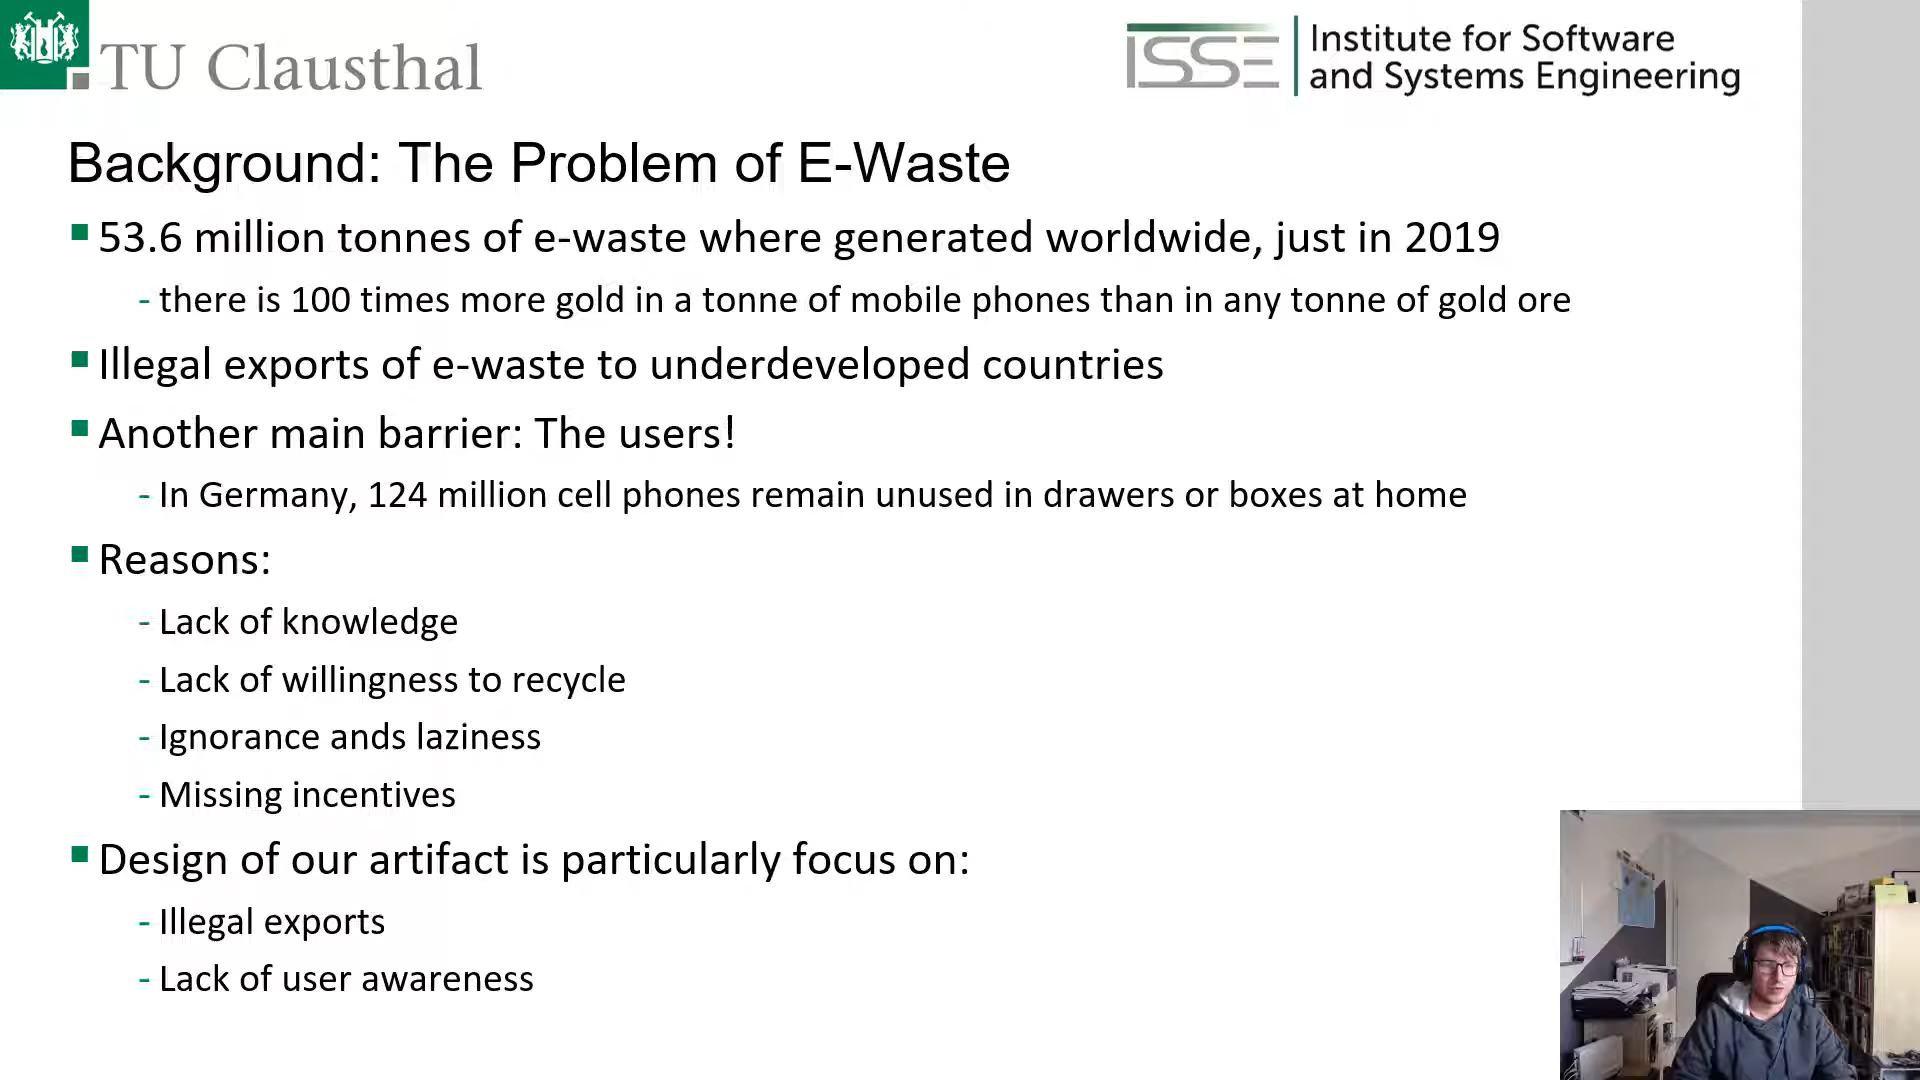 TU Clausthal
ISSE
Institute for Software
and Systems Engineering
Background: The Problem of E-Waste
53.6 million tonnes of e-waste where generated worldwide, just in 2019
- there is 100 times more gold in a tonne of mobile phones than in any tonne of gold ore
Illegal exports of e-waste to underdeveloped countries
Another main barrier: The users!
- In Germany, 124 million cell phones remain unused in drawers or boxes at home
Reasons:
- Lack of knowledge
- Lack of willingness to recycle
- Ignorance ands laziness
- Missing incentives
Design of our artifact is particularly focus on:
- Illegal exports
- Lack of user awareness